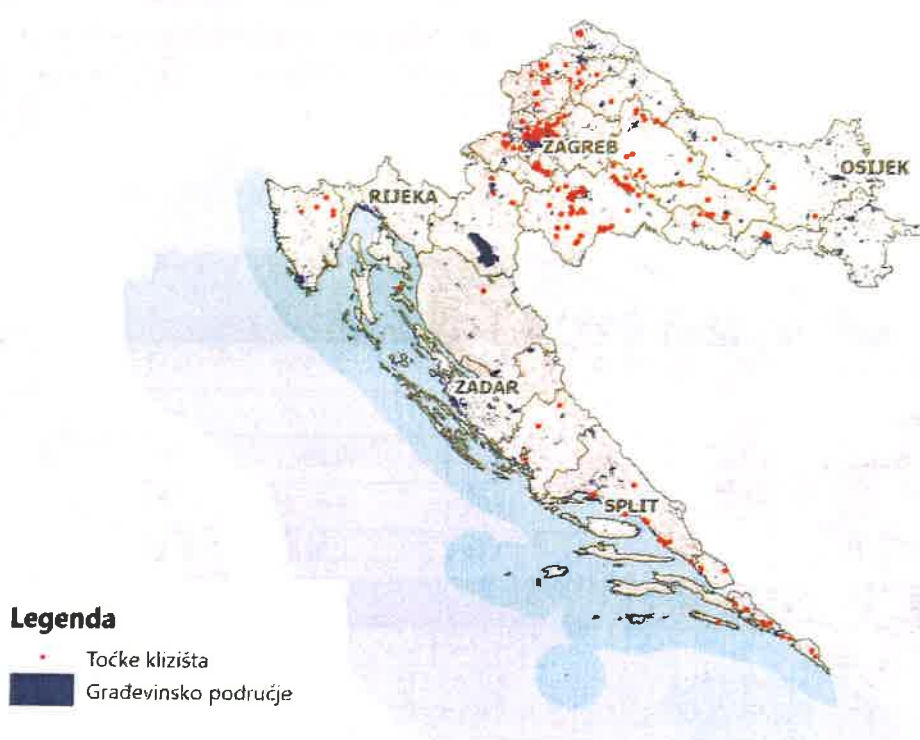 ZAGREB
OSIJEK
RIJEKA
ZADAR
SPLIT
Legenda
Točke klizišta
Građevinsko područje